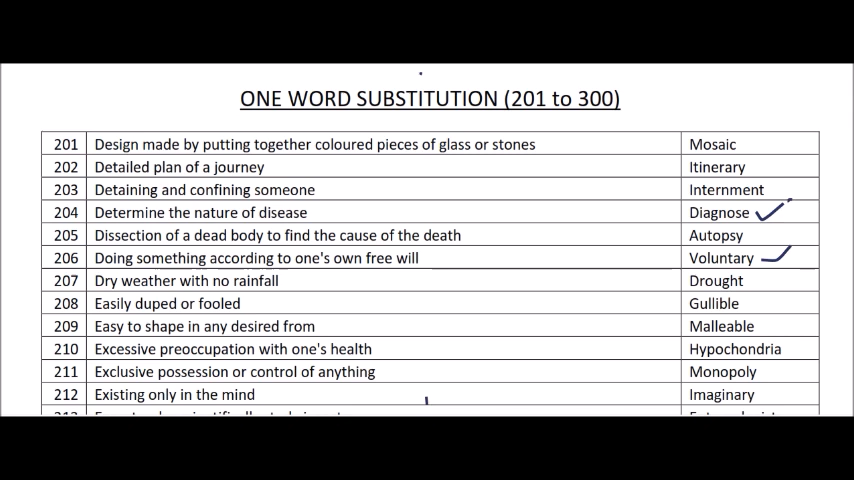 ONE WORD SUBSTITUTION (201 to 300)
201 Design made by putting together coloured pieces of glass or stones Mosaic
202 Detailed plan of a journey Itinerary
203 Detaining and confining someone Internment
204 Determine the nature of disease Diagnose
205 Dissection of a dead body to find the cause of the death Autopsy
206 Doing something according to one's own free will Voluntary
207 Dry weather with no rainfall Drought
208 Easily duped or fooled Gullible
209 Easy to shape in any desired from Malleable
210 Excessive preoccupation with one's health Hypochondria
211 Exclusive possession or control of anything Monopoly
212 Existing only in the mind Imaginary